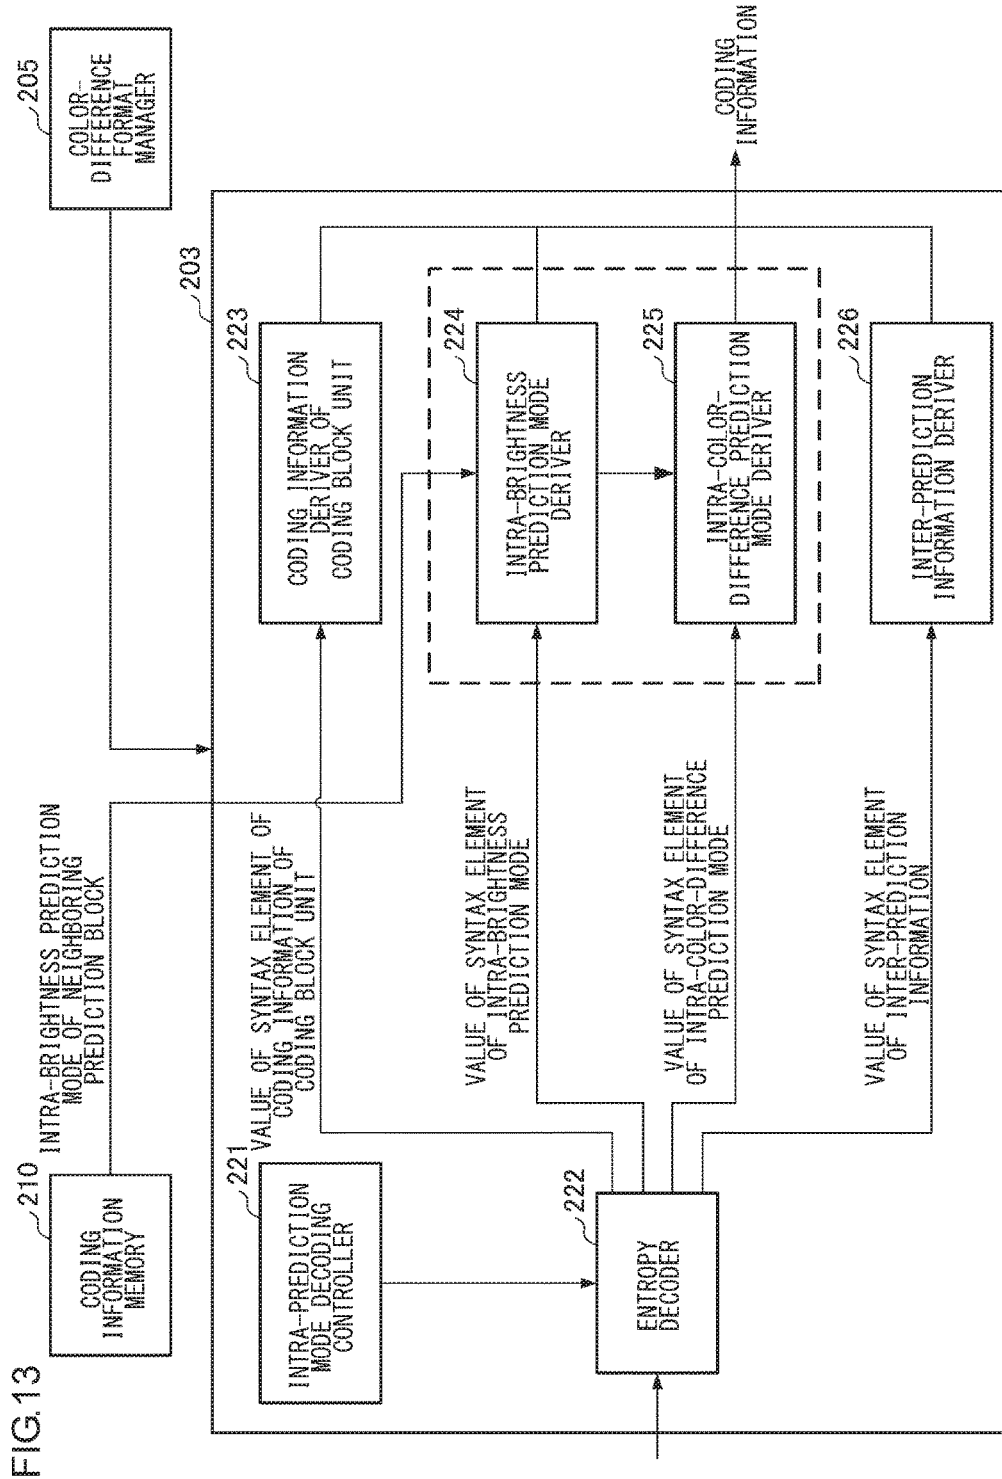 FIG.13
210
CODING
INFORMATION
MEMORY
INTRA-BRIGHTNESS PREDICTION
MODE OF NEIGHBORING
PREDICTION BLOCK
205
COLOR-
DIFFERENCE
FORMAT
MANAGER
203
221
INTRA-PREDICTION
MODE DECODING
CONTROLLER
VALUE OF SYNTAX ELEMENT OF
CODING INFORMATION OF
CODING BLOCK UNIT
223
CODING INFORMATION
DERIVER OF
CODING BLOCK UNIT
222
ENTROPY
DECODER
VALUE OF SYNTAX ELEMENT
OF INTRA-BRIGHTNESS
PREDICTION MODE
224
INTRA-BRIGHTNESS
PREDICTION MODE
DERIVER
VALUE OF SYNTAX ELEMENT
OF INTRA-COLOR-DIFFERENCE
PREDICTION MODE
225
INTRA-COLOR-
DIFFERENCE PREDICTION
MODE DERIVER
CODING
INFORMATION
VALUE OF SYNTAX ELEMENT
OF INTER-PREDICTION
INFORMATION
226
INTER-PREDICTION
INFORMATION DERIVER